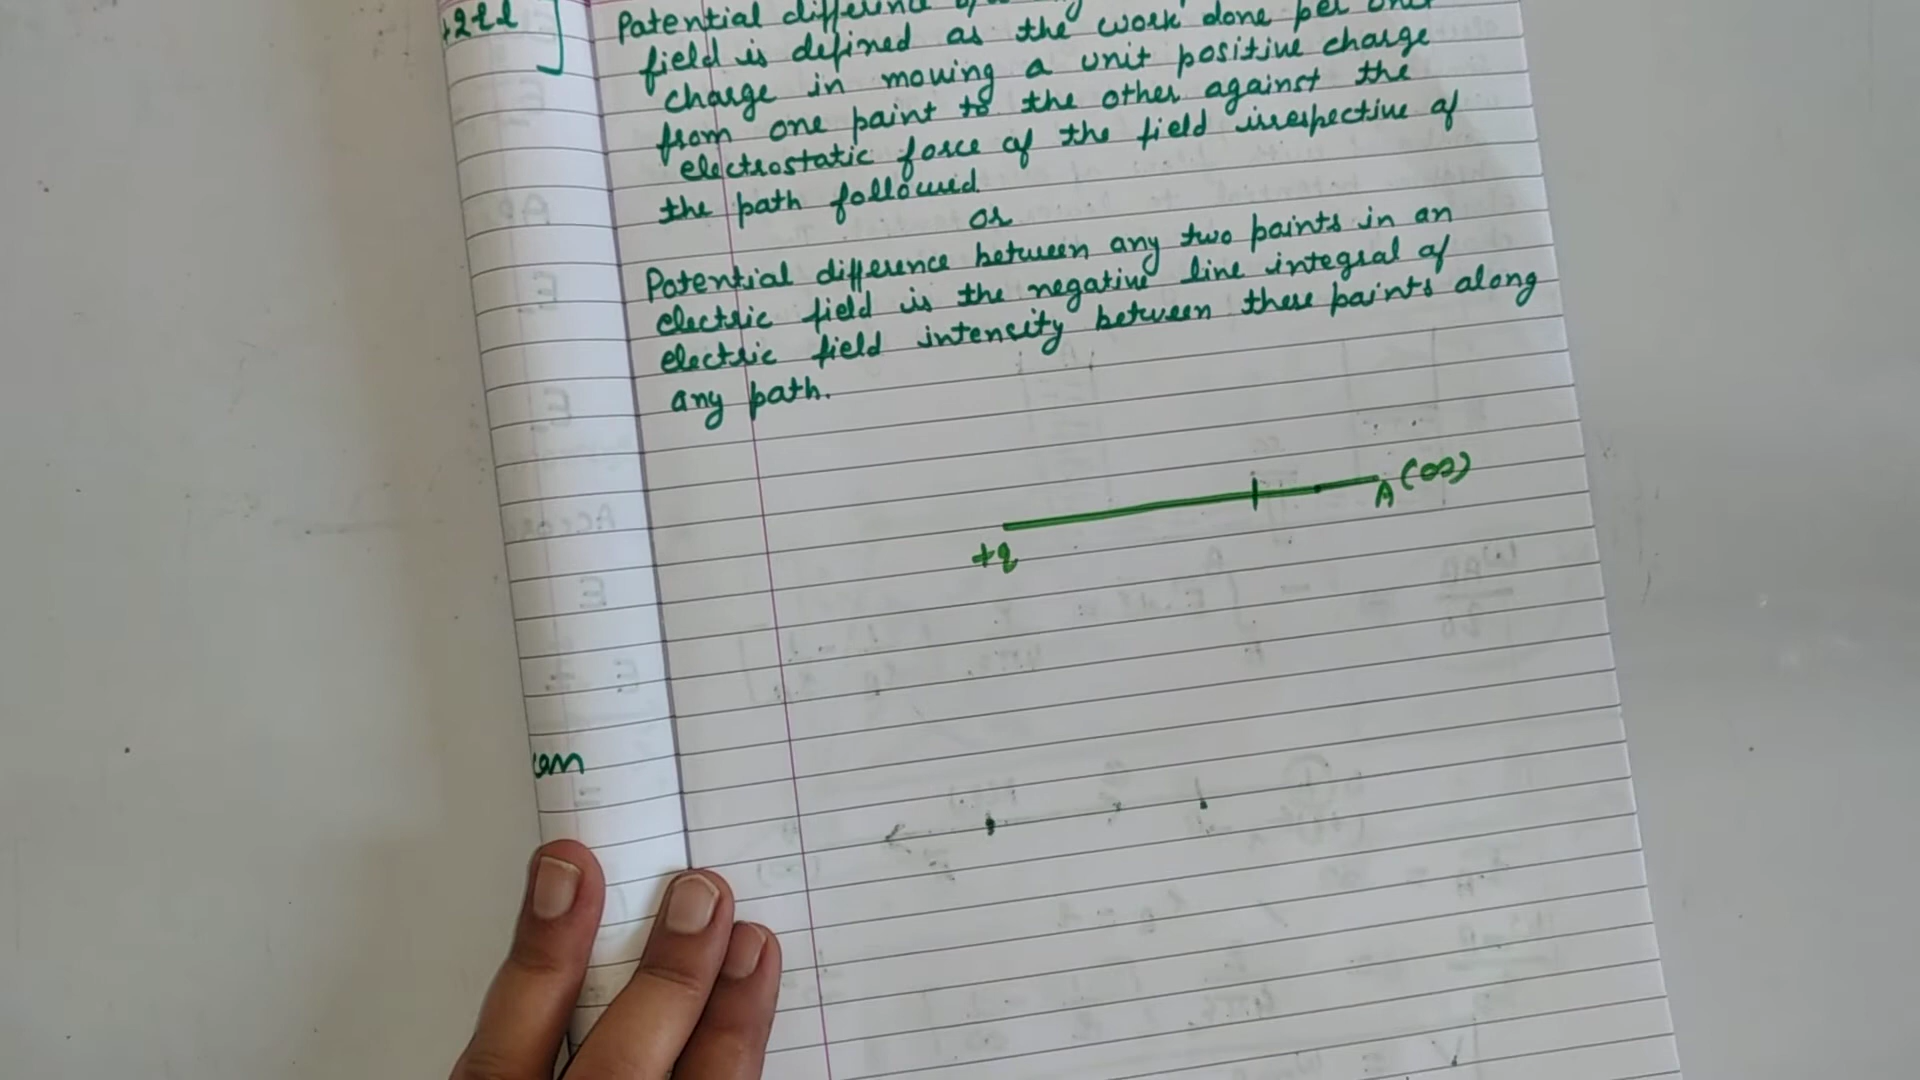 Potential difference
field is defined as the work done per unit
charge in moving a unit positive charge
from one paint to the other against the
electrostatic force of the field irrespective of
the path followed
or
Potential difference between any two paints in an
electric field is the negative line integral of
electric field intensity between these paints along
any path.
A (∞)
+q